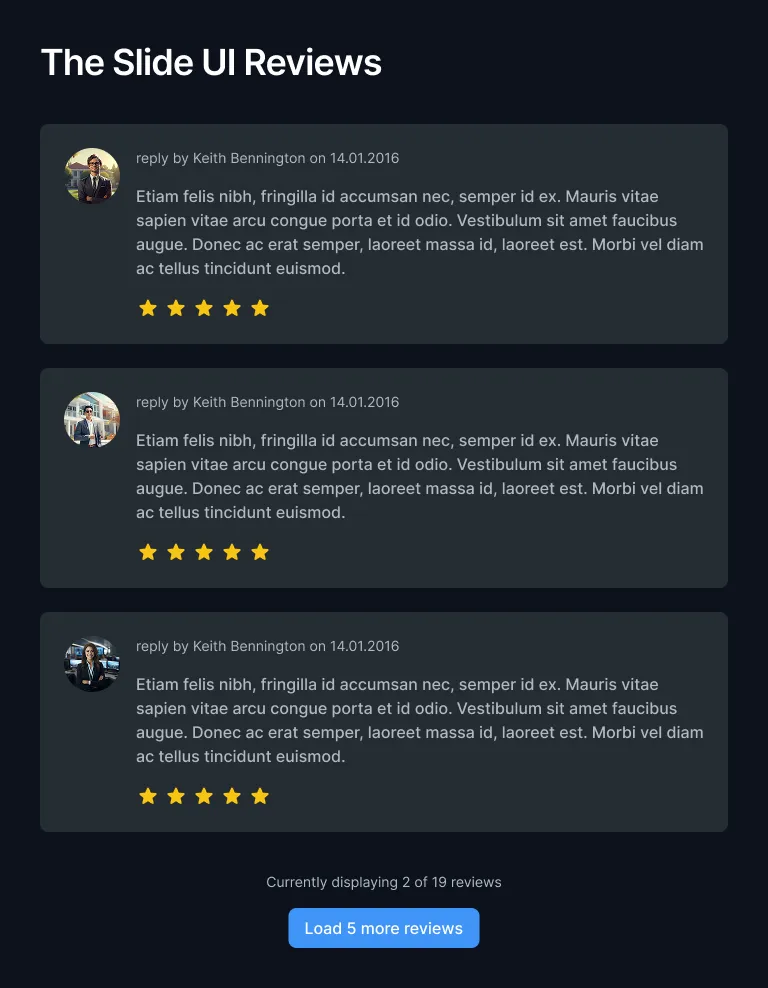 The Slide UI Reviews
reply by Keith Bennington on 14.01.2016
Etiam felis nibh, fringilla id accumsan nec, semper id ex. Mauris vitae
sapien vitae arcu congue porta et id odio. Vestibulum sit amet faucibus
augue. Donec ac erat semper, laoreet massa id, laoreet est. Morbi vel diam
ac tellus tincidunt euismod.
reply by Keith Bennington on 14.01.2016
Etiam felis nibh, fringilla id accumsan nec, semper id ex. Mauris vitae
sapien vitae arcu congue porta et id odio. Vestibulum sit amet faucibus
augue. Donec ac erat semper, laoreet massa id, laoreet est. Morbi vel diam
ac tellus tincidunt euismod.
reply by Keith Bennington on 14.01.2016
Etiam felis nibh, fringilla id accumsan nec, semper id ex. Mauris vitae
sapien vitae arcu congue porta et id odio. Vestibulum sit amet faucibus
augue. Donec ac erat semper, laoreet massa id, laoreet est. Morbi vel diam
ac tellus tincidunt euismod.
Currently displaying 2 of 19 reviews
Load 5 more reviews